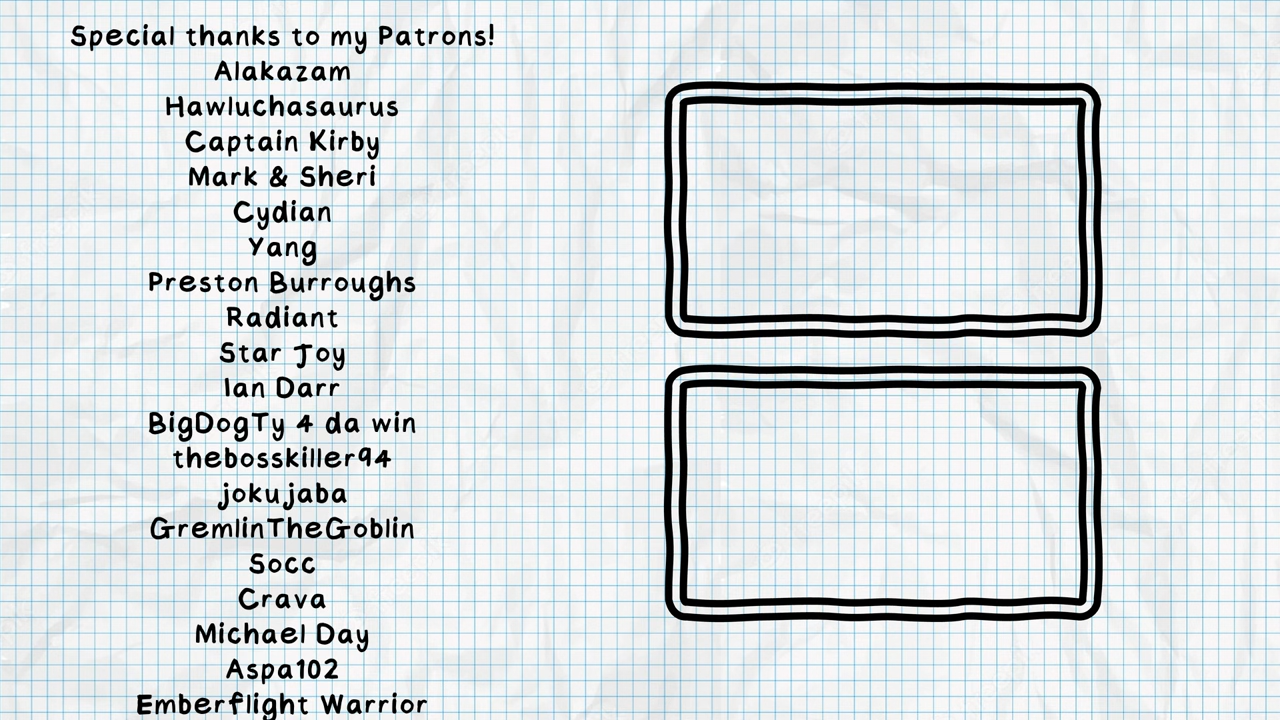 Special thanks to my Patrons!
Alakazam
Hawluchasaurus
Captain Kirby
Mark & Sheri
Cydian
Yang
Preston Burroughs
Radiant
Star Joy
Ian Darr
BigDogTy 4 da win
thebosskiller94
jokujaba
GremlinTheGoblin
Socc
Crava
Michael Day
Aspa102
Emberflight Warrior